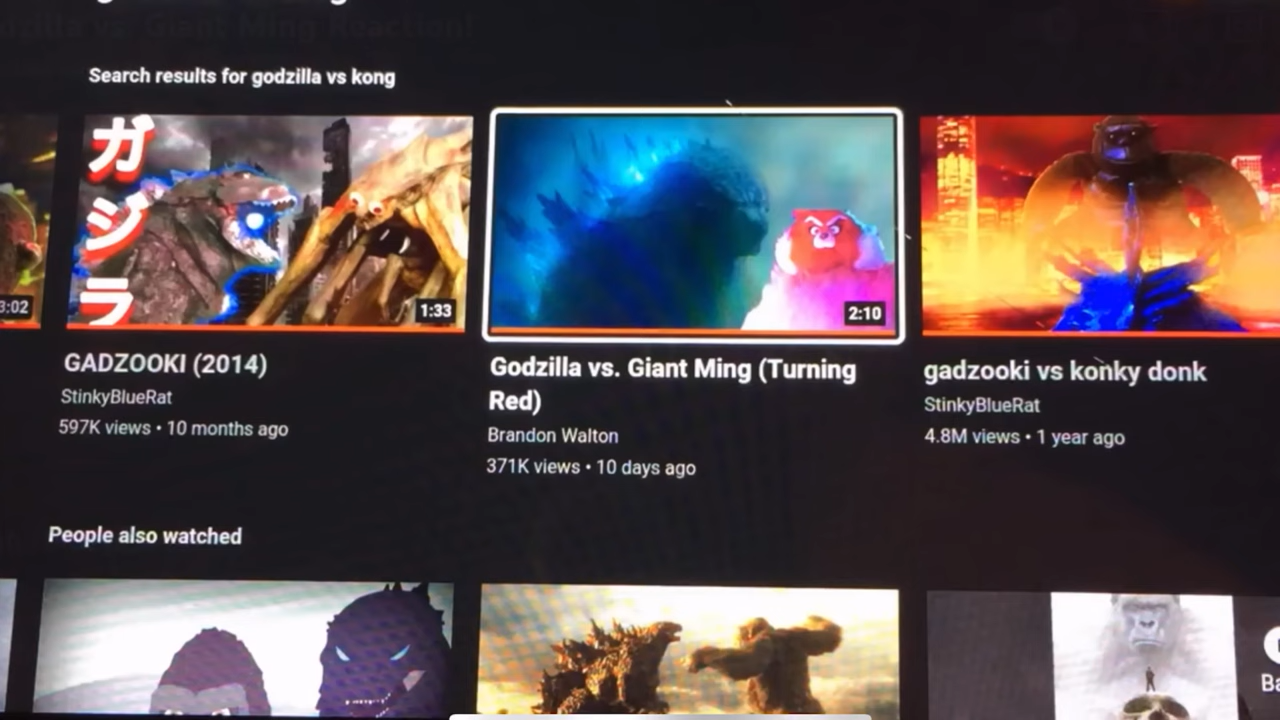 Search results for godzilla vs kong
ガジラ
3:02
1:33
2:10
GADZOOKI (2014)
StinkyBlueRat
597K views • 10 months ago
Godzilla vs. Giant Ming (Turning
Red)
Brandon Walton
371K views • 10 days ago
gadzooki vs konky donk
StinkyBlueRat
4.8M views • 1 year ago
People also watched
Ba